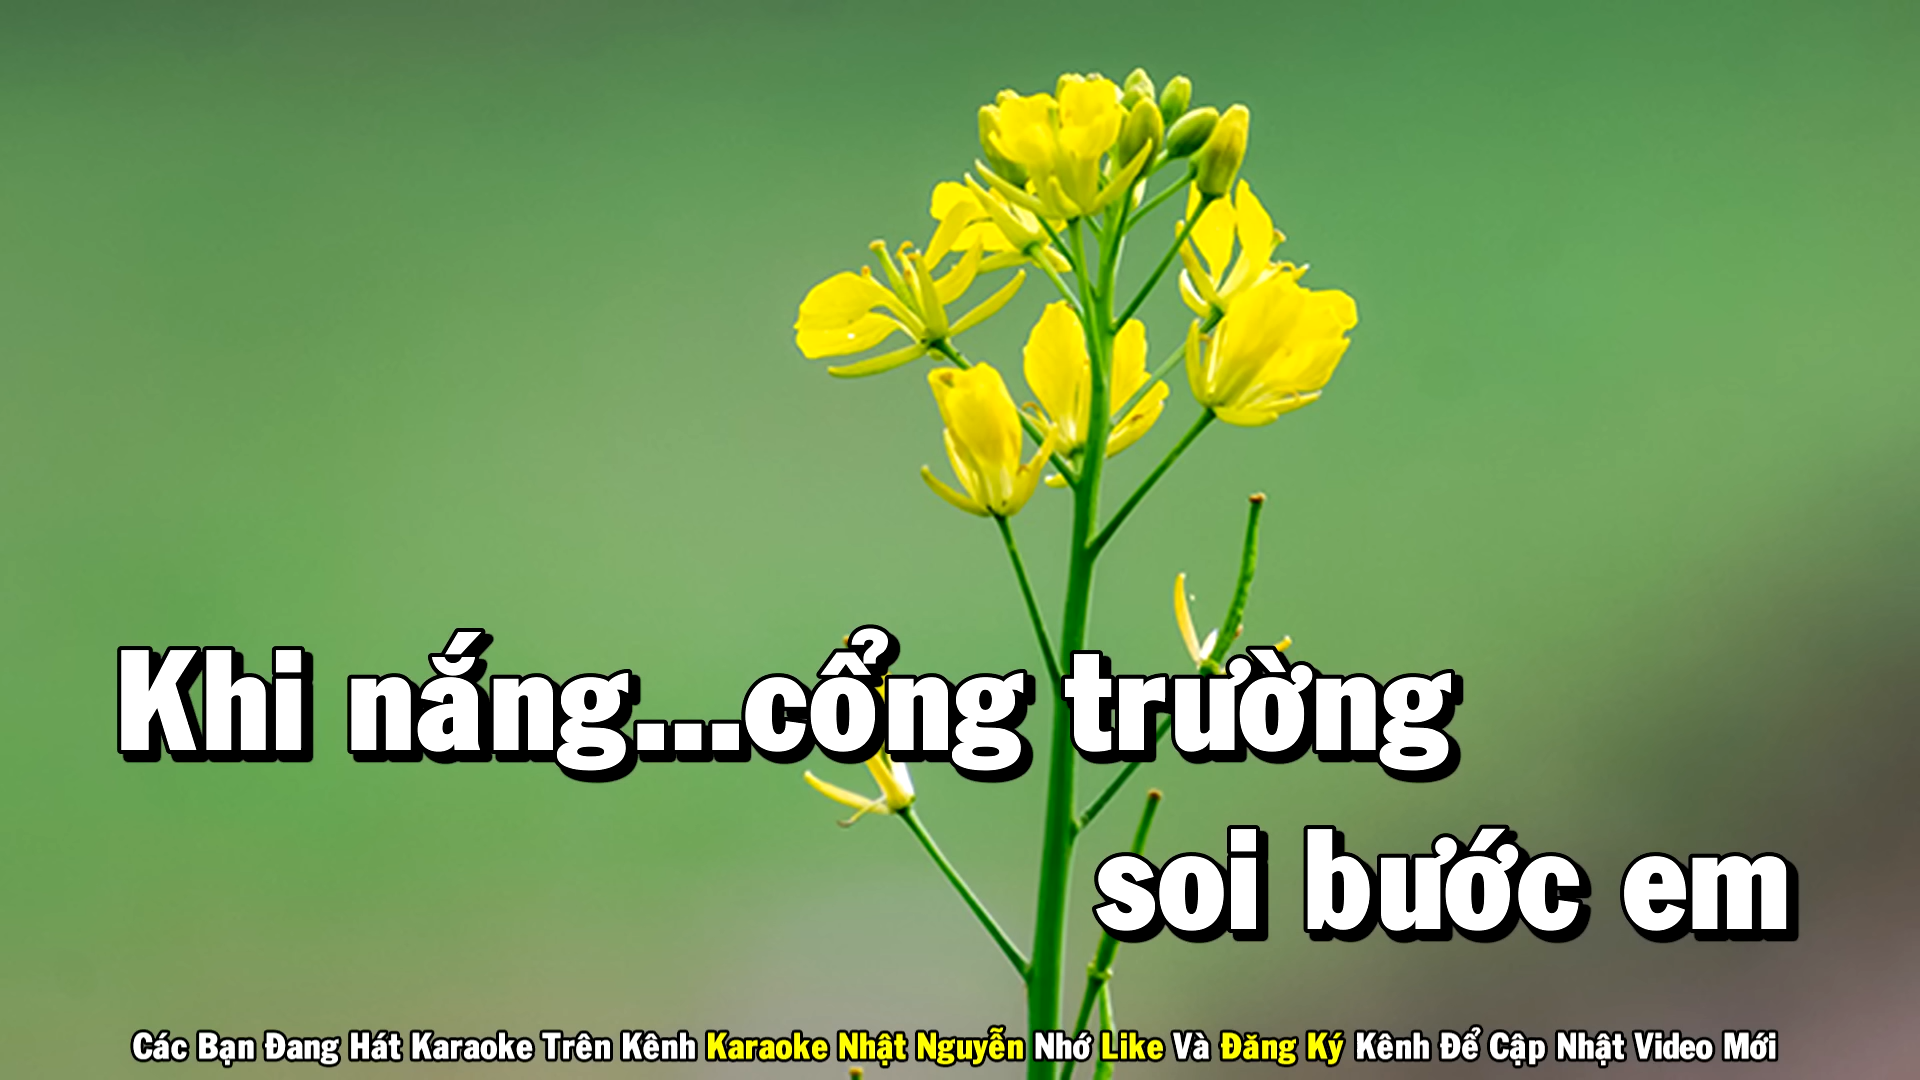 Khi nắng...cổng trường
soi bước em
Các Bạn Đang Hát Karaoke Trên Kênh Karaoke Nhật Nguyễn Nhớ Like Và Đăng Ký Kênh Để Cập Nhật Video Mới